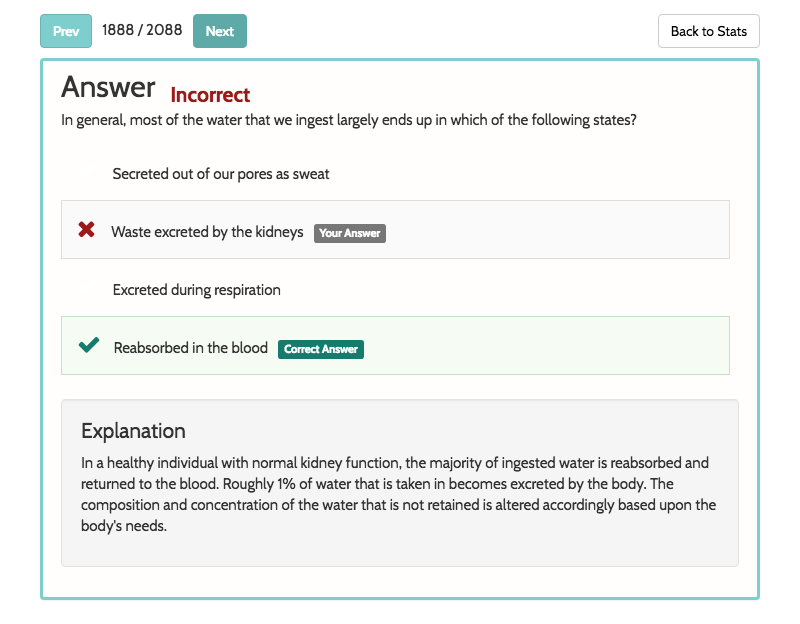 Prev 1888 / 2088 Next Back to Stats
Answer Incorrect
In general, most of the water that we ingest largely ends up in which of the following states?
Secreted out of our pores as sweat
Waste excreted by the kidneys Your Answer
Excreted during respiration
Reabsorbed in the blood Correct Answer
Explanation
In a healthy individual with normal kidney function, the majority of ingested water is reabsorbed and
returned to the blood. Roughly 1% of water that is taken in becomes excreted by the body. The
composition and concentration of the water that is not retained is altered accordingly based upon the
body's needs.